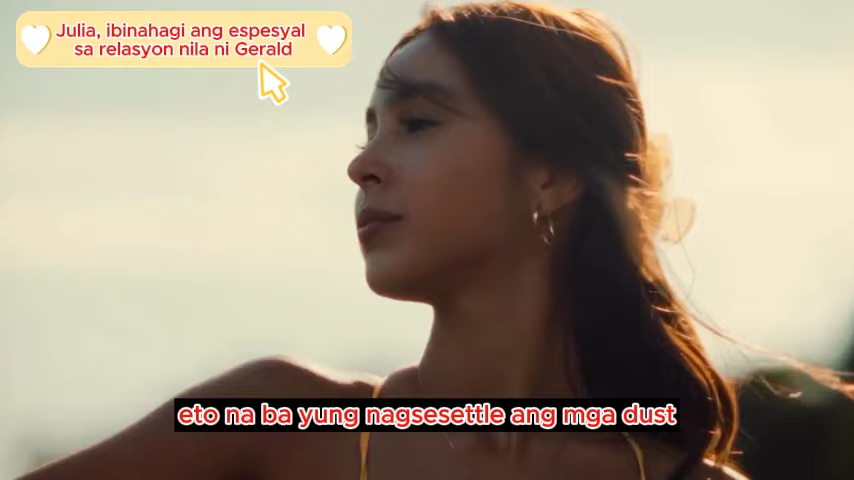 Julia, ibinahagi ang espesyal
sa relasyon nila ni Gerald
eto na ba yung nagsesettle ang mga dust